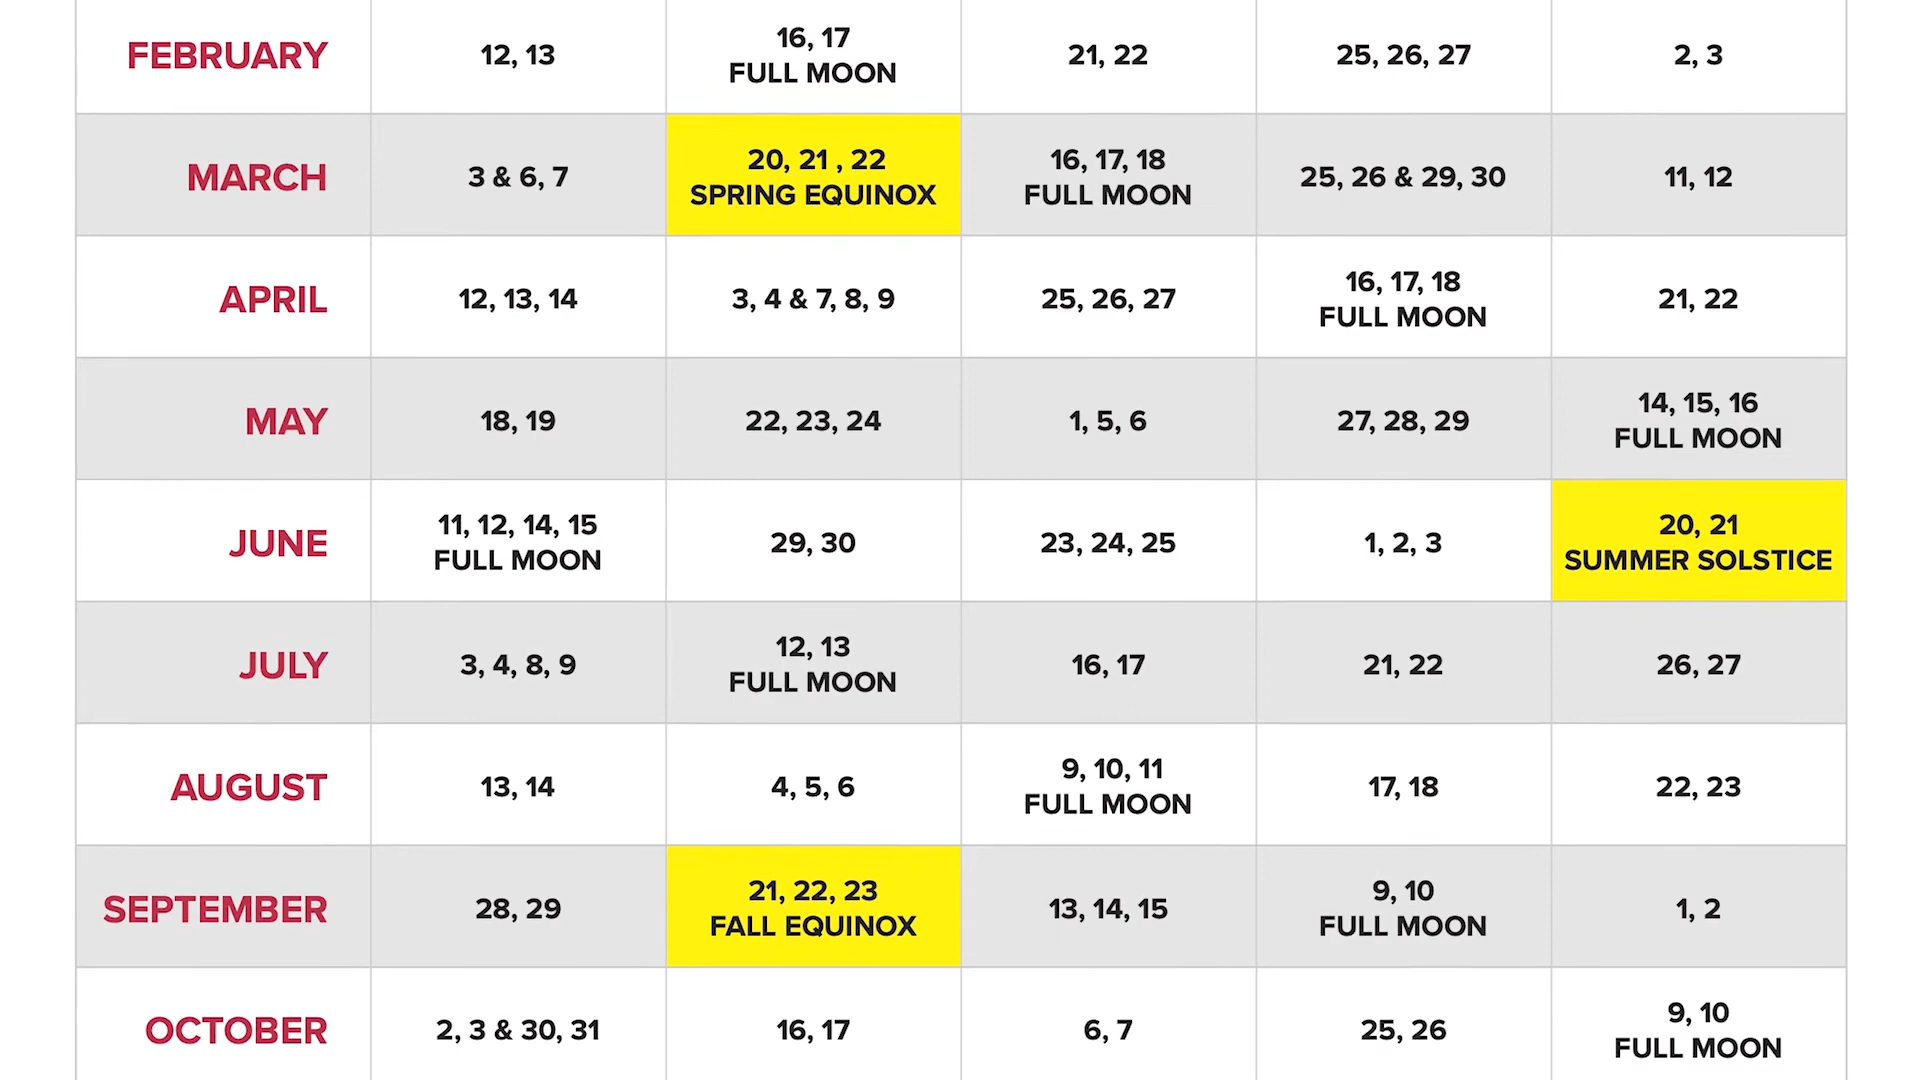 FEBRUARY
12, 13
16, 17
FULL MOON
21, 22
25, 26, 27
2, 3
MARCH
3 & 6, 7
20, 21 , 22
SPRING EQUINOX
16, 17, 18
FULL MOON
25, 26 & 29, 30
11, 12
APRIL
12, 13, 14
3, 4 & 7, 8, 9
25, 26, 27
16, 17, 18
FULL MOON
21, 22
MAY
18, 19
22, 23, 24
1, 5, 6
27, 28, 29
14, 15, 16
FULL MOON
JUNE
11, 12, 14, 15
FULL MOON
29, 30
23, 24, 25
1, 2, 3
20, 21
SUMMER SOLSTICE
JULY
3, 4, 8, 9
12, 13
FULL MOON
16, 17
21, 22
26, 27
AUGUST
13, 14
4, 5, 6
9, 10, 11
FULL MOON
17, 18
22, 23
SEPTEMBER
28, 29
21, 22, 23
FALL EQUINOX
13, 14, 15
9, 10
FULL MOON
1, 2
OCTOBER
2, 3 & 30, 31
16, 17
6, 7
25, 26
9, 10
FULL MOON